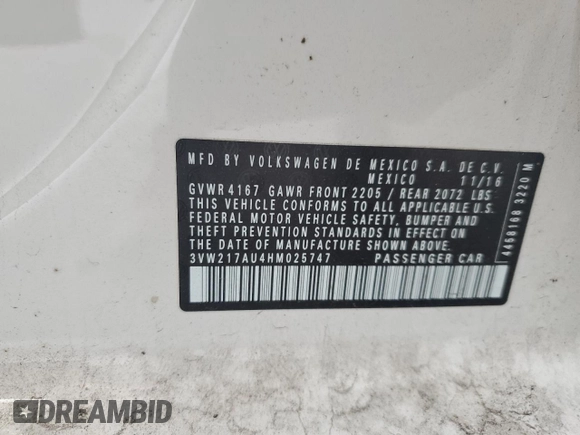 MFD BY VOLKSWAGEN DE MEXICO S.A. DE C.V.
MEXICO 11/16
GVWR 4167 GAWR FRONT 2205 / REAR 2072 LBS
THIS VEHICLE CONFORMS TO ALL APPLICABLE U.S.
FEDERAL MOTOR VEHICLE SAFETY, BUMPER AND
THEFT PREVENTION STANDARDS IN EFFECT ON
THE DATE OF MANUFACTURE SHOWN ABOVE.
3VW217AU4HM025747 PASSENGER CAR
4458168 3220 M
DREAMBID